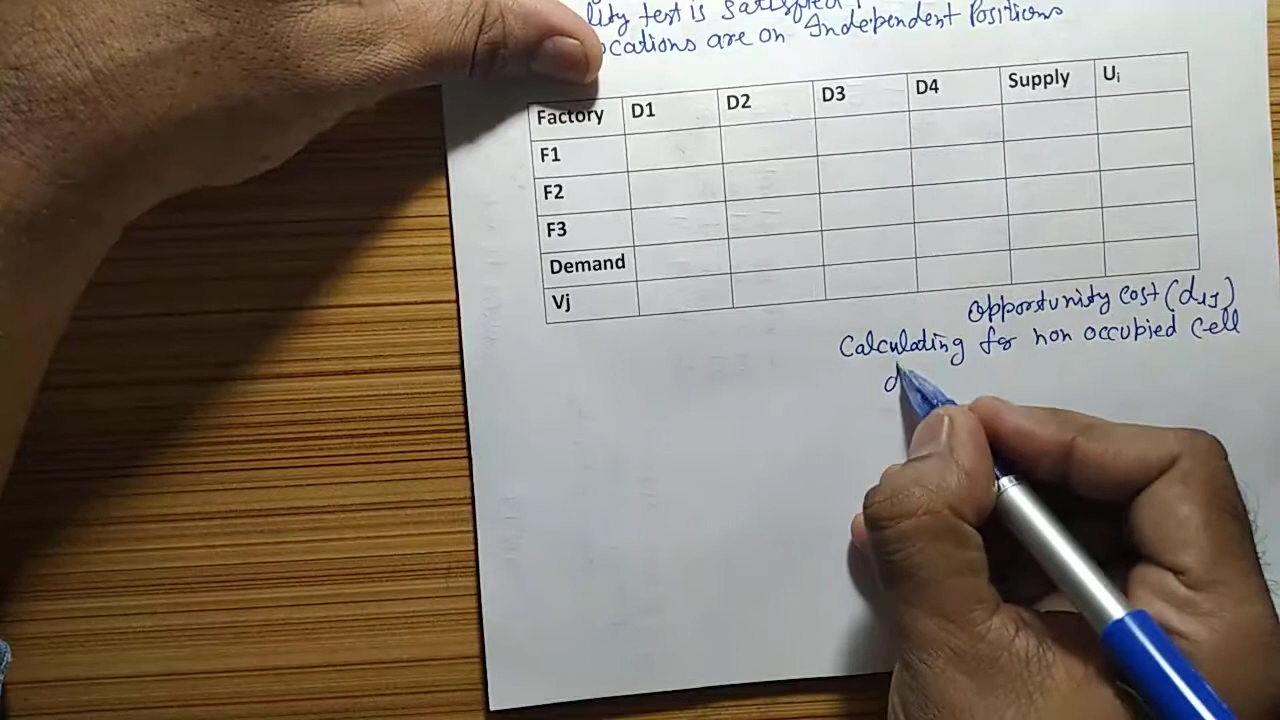 lity test is satisfied
ocations are on Independent Positions
Factory D1 D2 D3 D4 Supply Ui
F1
F2
F3
Demand
Vj
Opportunity cost (dij)
Calculating for non occupied cell
d